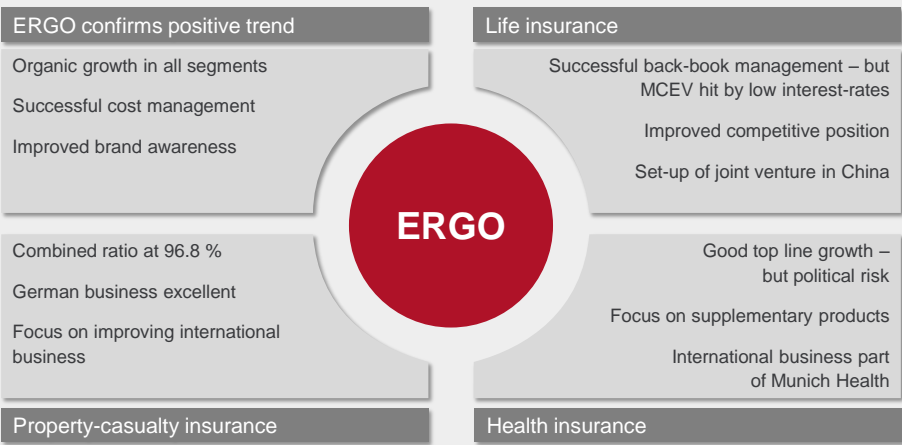 ERGO confirms positive trend
Organic growth in all segments
Successful cost management
Improved brand awareness
Life insurance
Successful back-book management – but
MCEV hit by low interest-rates
Improved competitive position
Set-up of joint venture in China
ERGO
Combined ratio at 96.8 %
German business excellent
Focus on improving international
business
Property-casualty insurance
Good top line growth –
but political risk
Focus on supplementary products
International business part
of Munich Health
Health insurance